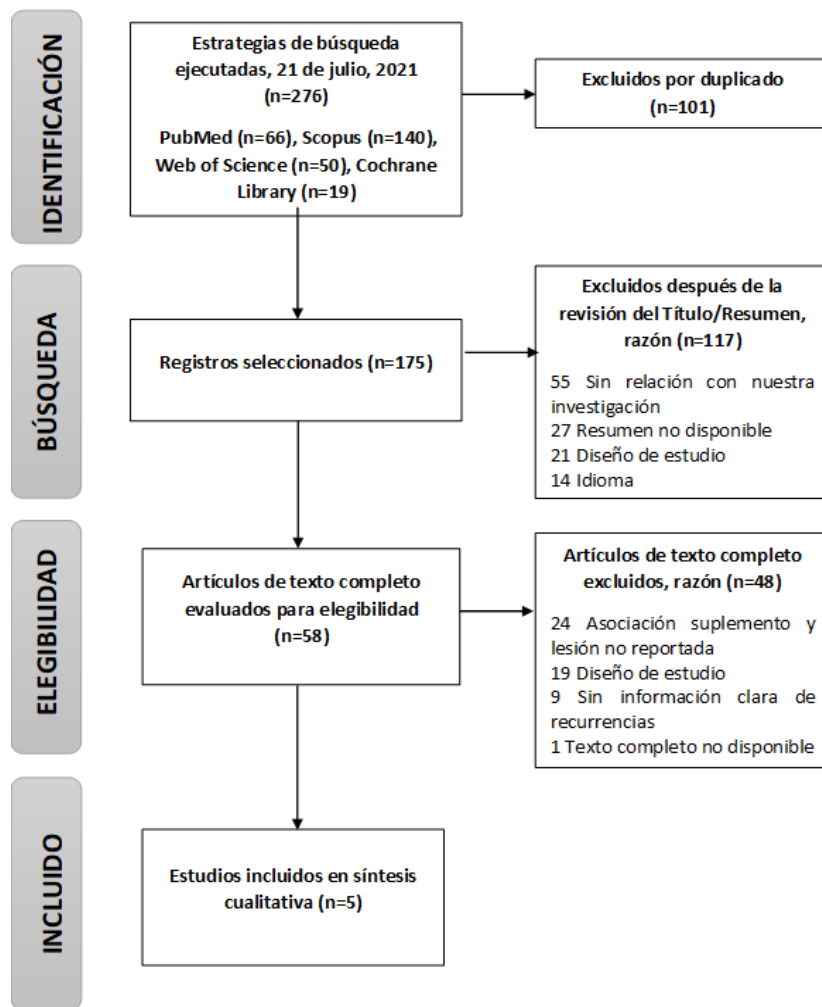 IDENTIFICACIÓN
Estrategias de búsqueda
ejecutadas, 21 de julio, 2021
(n=276)
PubMed (n=66), Scopus (n=140),
Web of Science (n=50), Cochrane
Library (n=19)
Excluidos por duplicado
(n=101)
BÚSQUEDA
Registros seleccionados (n=175)
Excluidos después de la
revisión del Título/Resumen,
razón (n=117)
55 Sin relación con nuestra
investigación
27 Resumen no disponible
21 Diseño de estudio
14 Idioma
ELEGIBILIDAD
Artículos de texto completo
evaluados para elegibilidad
(n=58)
Artículos de texto completo
excluidos, razón (n=48)
24 Asociación suplemento y
lesión no reportada
19 Diseño de estudio
9 Sin información clara de
recurrencias
1 Texto completo no disponible
INCLUIDO
Estudios incluidos en síntesis
cualitativa (n=5)